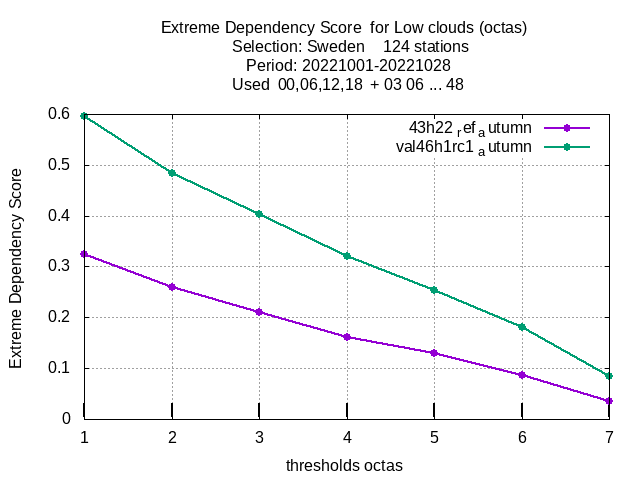 Extreme Dependency Score  for Low clouds (octas)
Selection: Sweden    124 stations
Period: 20221001-20221028
Used  00,06,12,18  + 03 06 ... 48
43h22 ref a utumn
val46h1rc1 a utumn
0.6
0.5
0.4
0.3
0.2
0.1
0
Extreme Dependency Score
1 2 3 4 5 6 7
thresholds octas